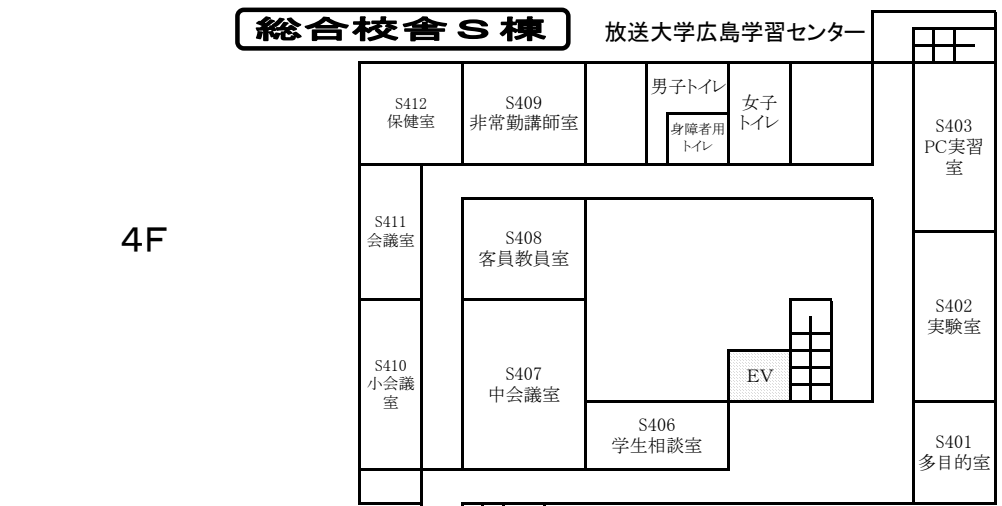 総合校舎S棟
放送大学広島学習センター
4F
S412
保健室
S409
非常勤講師室
男子トイレ
身障者用
トイレ
女子
トイレ
S403
PC実習
室
S411
会議室
S408
客員教員室
S402
実験室
S410
小会議
室
S407
中会議室
EV
S406
学生相談室
S401
多目的室